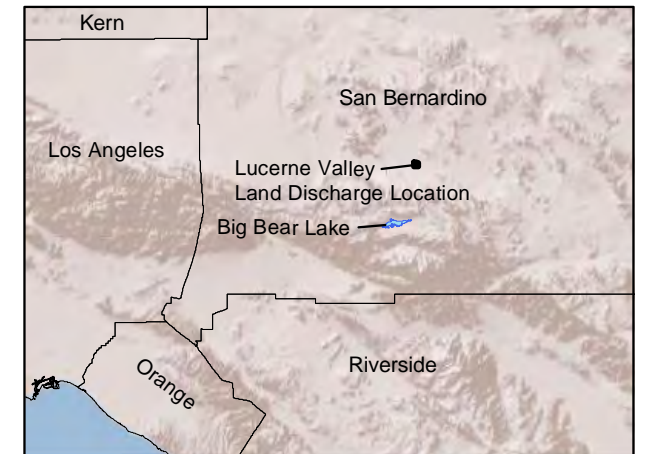 Kern
San Bernardino
Los Angeles
Lucerne Valley
Land Discharge Location
Big Bear Lake
Riverside
Orange